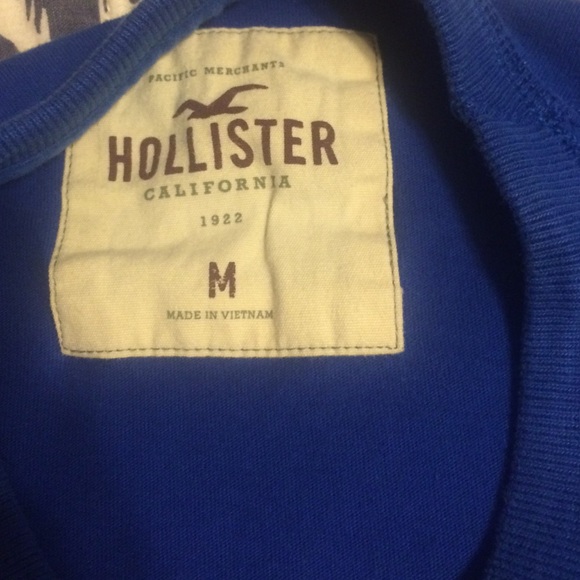 PACIFIC MERCHANTS
HOLLISTER
CALIFORNIA
1922
M
MADE IN VIETNAM